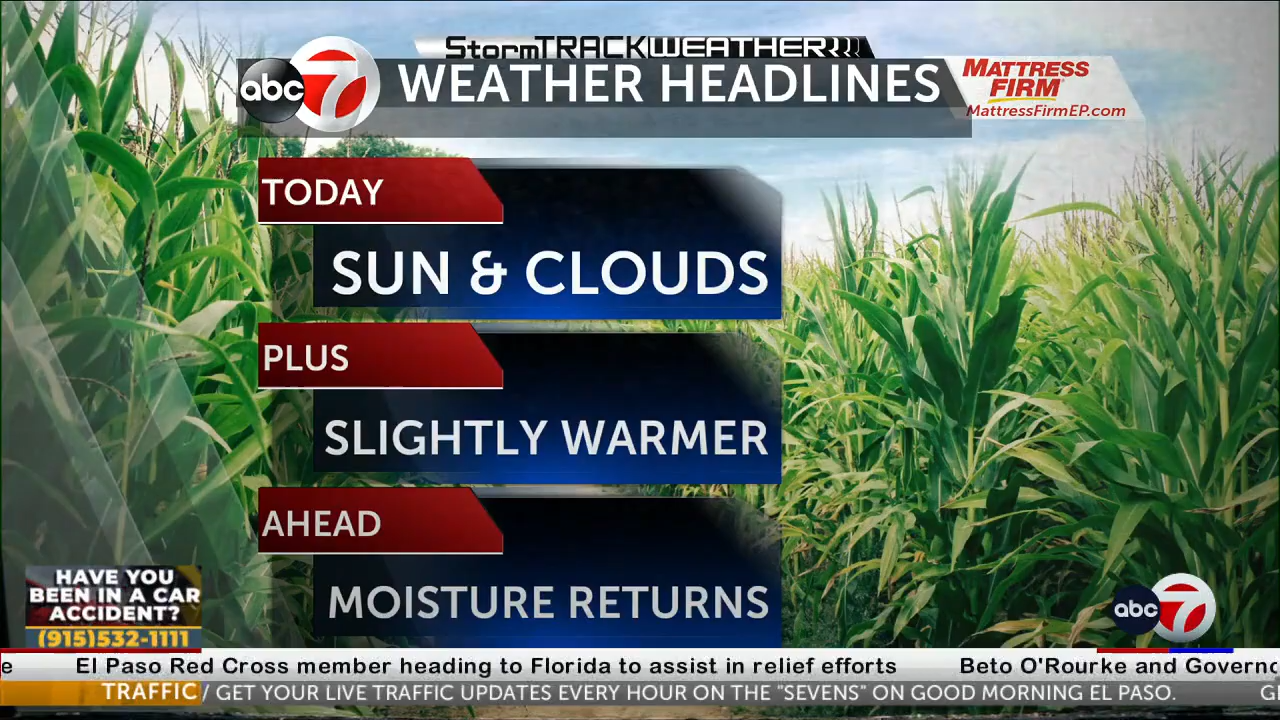 StormTRACK WEATHER
abc 7 WEATHER HEADLINES
MATTRESS
FIRM
MattressFirmEP.com
TODAY
SUN & CLOUDS
PLUS
SLIGHTLY WARMER
AHEAD
MOISTURE RETURNS
HAVE YOU
BEEN IN A CAR
ACCIDENT?
(915)532-1111
abc 7
e El Paso Red Cross member heading to Florida to assist in relief efforts Beto O'Rourke and Governo
TRAFFIC / GET YOUR LIVE TRAFFIC UPDATES EVERY HOUR ON THE "SEVENS" ON GOOD MORNING EL PASO.